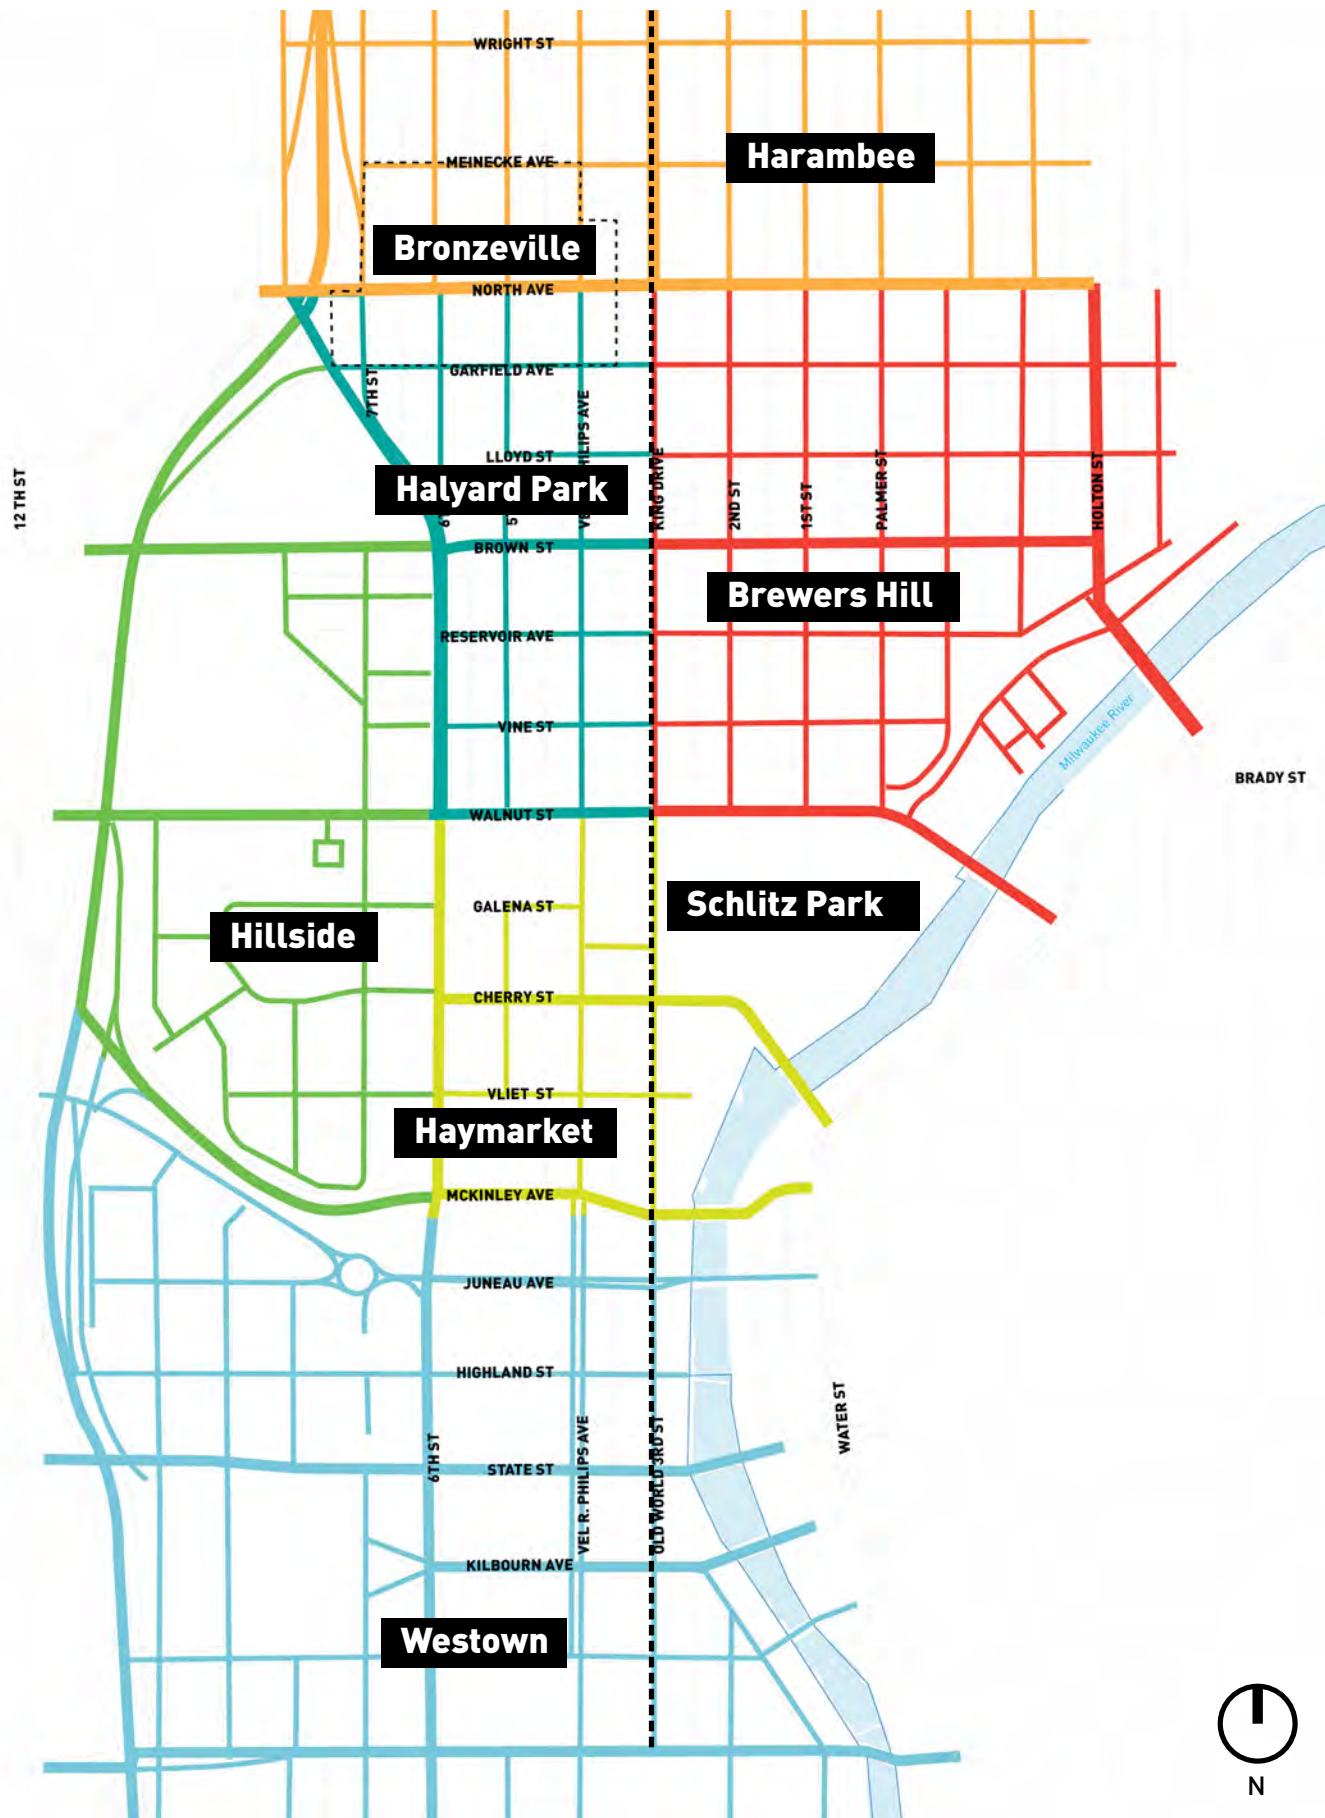 WRIGHT ST
Harambee
MEINECKE AVE
Bronzeville
NORTH AVE
GARFIELD AVE
7TH ST
LLOYD ST
12 TH ST
Halyard Park
KING DRIVE
2ND ST
1ST ST
PALMER ST
HOLTON ST
BROWN ST
Brewers Hill
RESERVOIR AVE
VINE ST
Milwaukee River
BRADY ST
WALNUT ST
GALENA ST
Schlitz Park
Hillside
CHERRY ST
VLIET ST
Haymarket
MCKINLEY AVE
JUNEAU AVE
HIGHLAND ST
WATER ST
6TH ST
VEL R. PHILIPS AVE
OLD WORLD 3RD ST
STATE ST
KILBOURN AVE
Westown
N